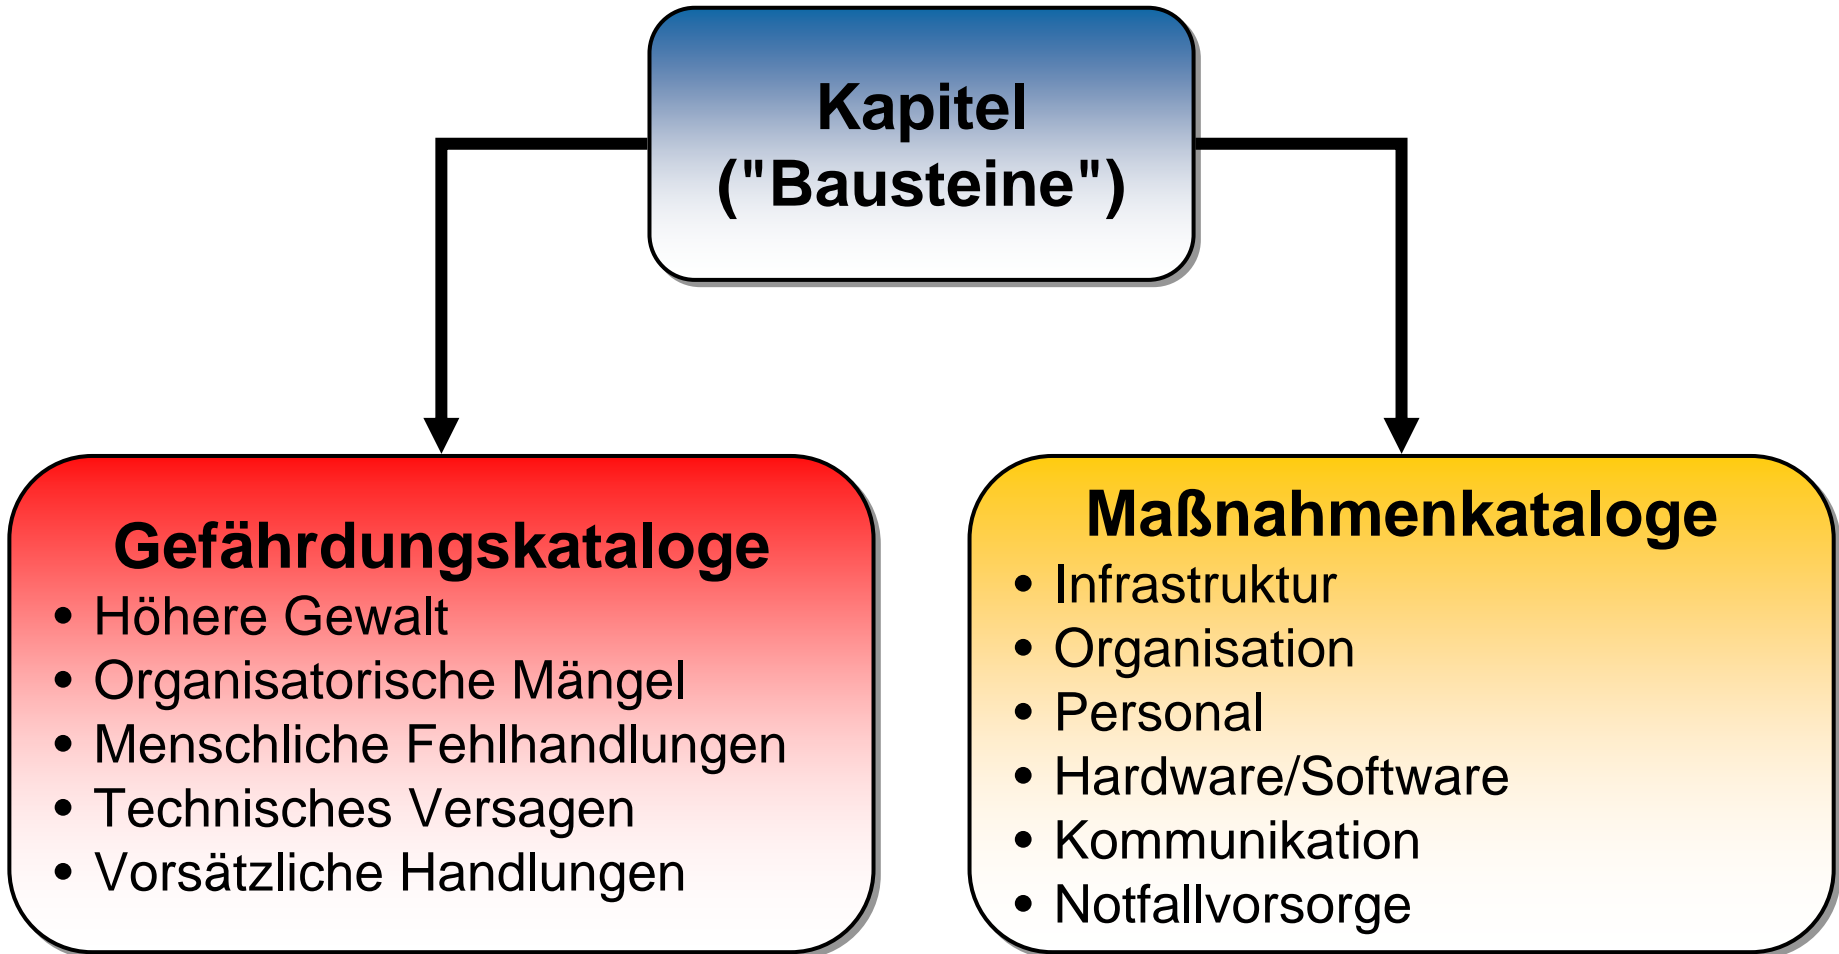 Kapitel
("Bausteine")
Gefährdungskataloge
• Höhere Gewalt
• Organisatorische Mängel
• Menschliche Fehlhandlungen
• Technisches Versagen
• Vorsätzliche Handlungen
Maßnahmenkataloge
• Infrastruktur
• Organisation
• Personal
• Hardware/Software
• Kommunikation
• Notfallvorsorge